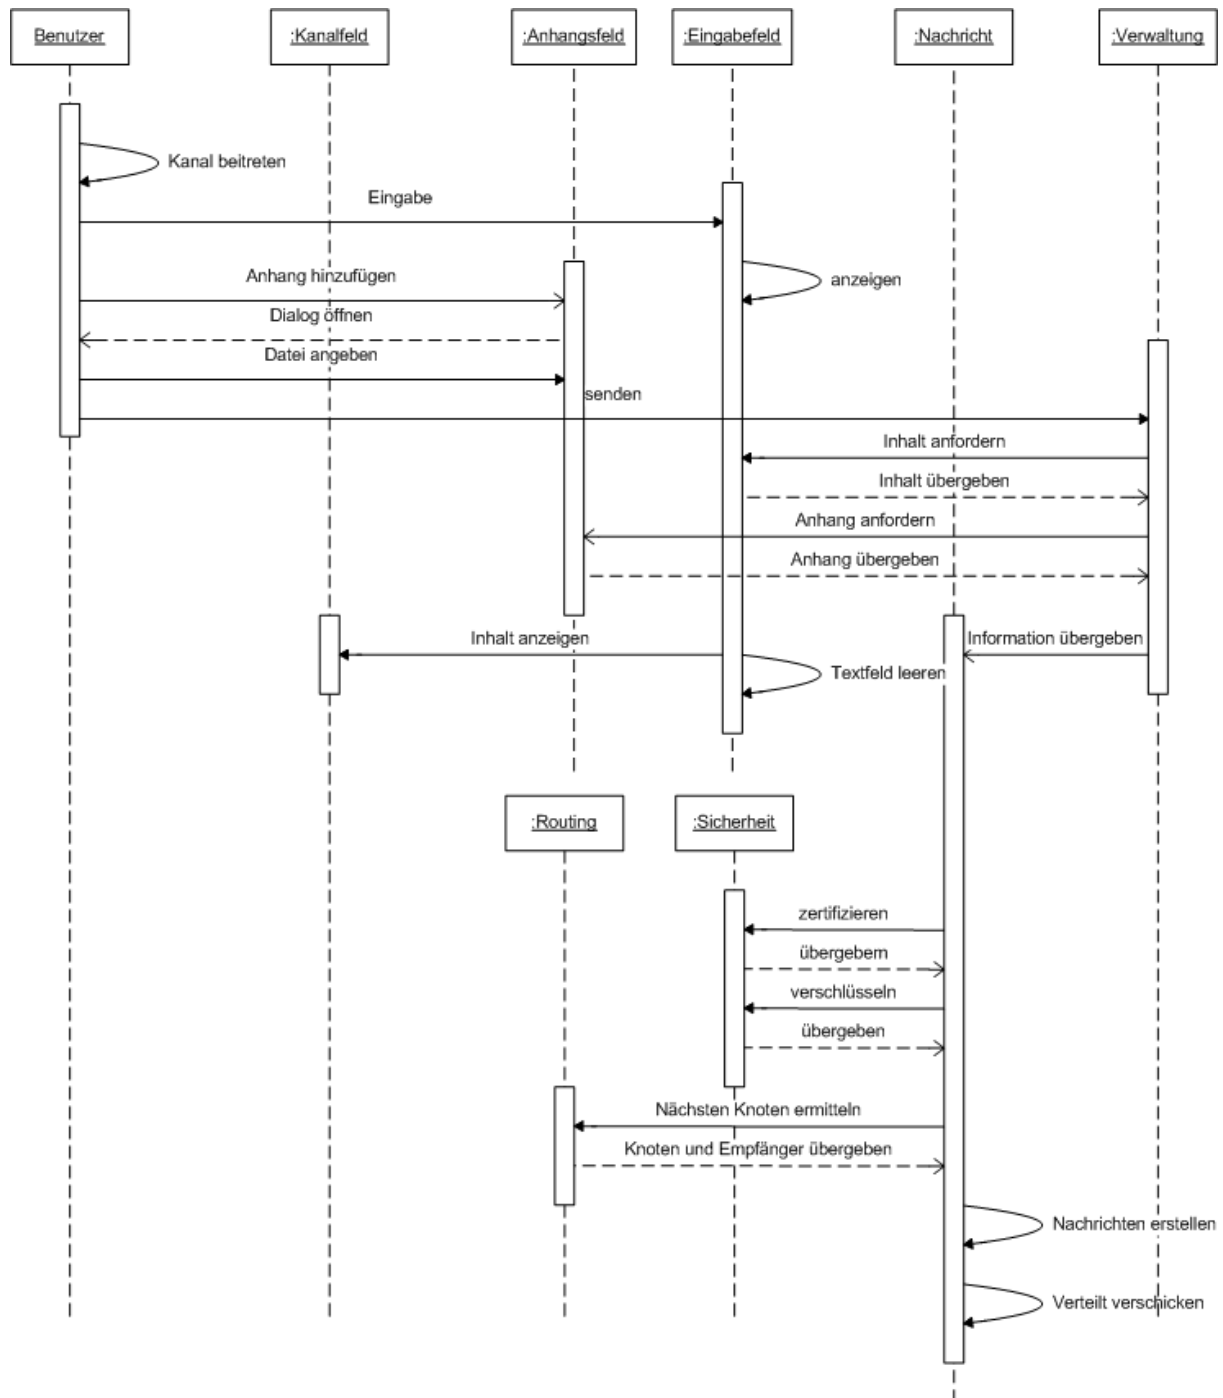 Benutzer
:Kanalfeld
:Anhangsfeld
:Eingabefeld
:Nachricht
:Verwaltung
Kanal beitreten
Eingabe
Anhang hinzufügen
anzeigen
Dialog öffnen
Datei angeben
senden
Inhalt anfordern
Inhalt übergeben
Anhang anfordern
Anhang übergeben
Inhalt anzeigen
Information übergeben
Textfeld leeren
:Routing
:Sicherheit
zertifizieren
übergebern
verschlüsseln
übergeben
Nächsten Knoten ermitteln
Knoten und Empfänger übergeben
Nachrichten erstellen
Verteilt verschicken